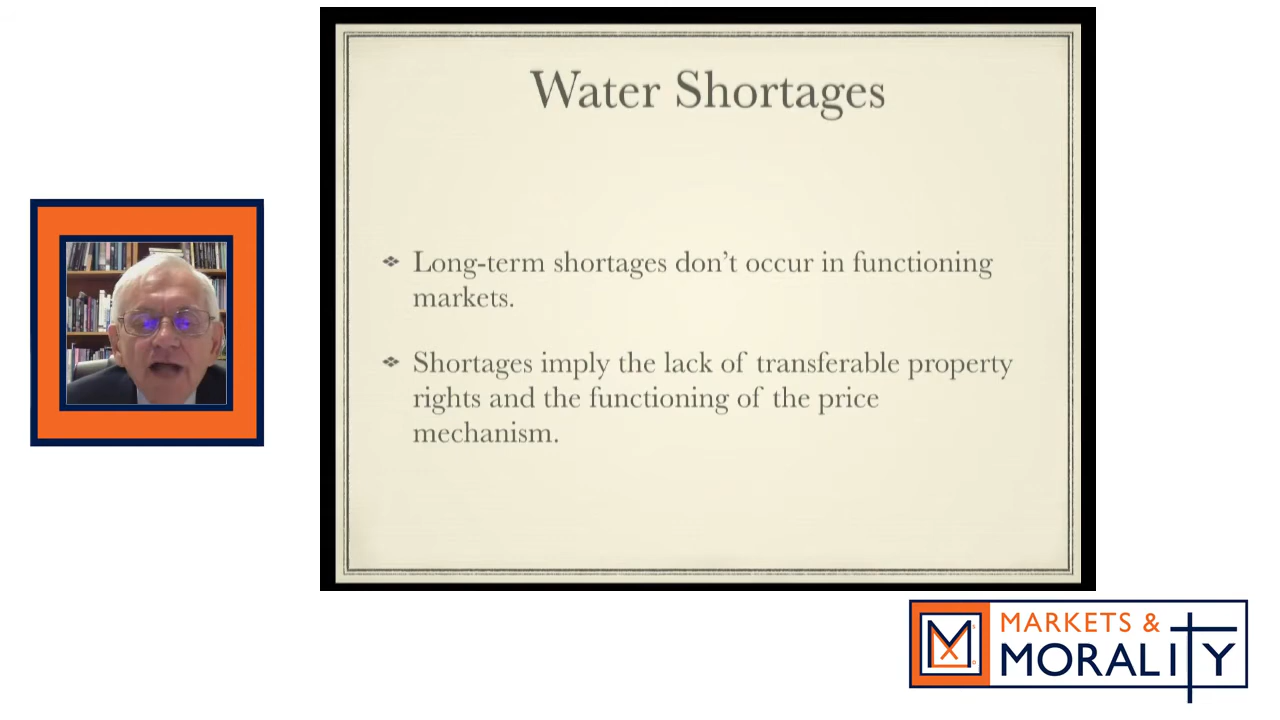 Water Shortages
Long-term shortages don't occur in functioning
markets.
Shortages imply the lack of transferable property
rights and the functioning of the price
mechanism.
MARKETS &
MORALITY